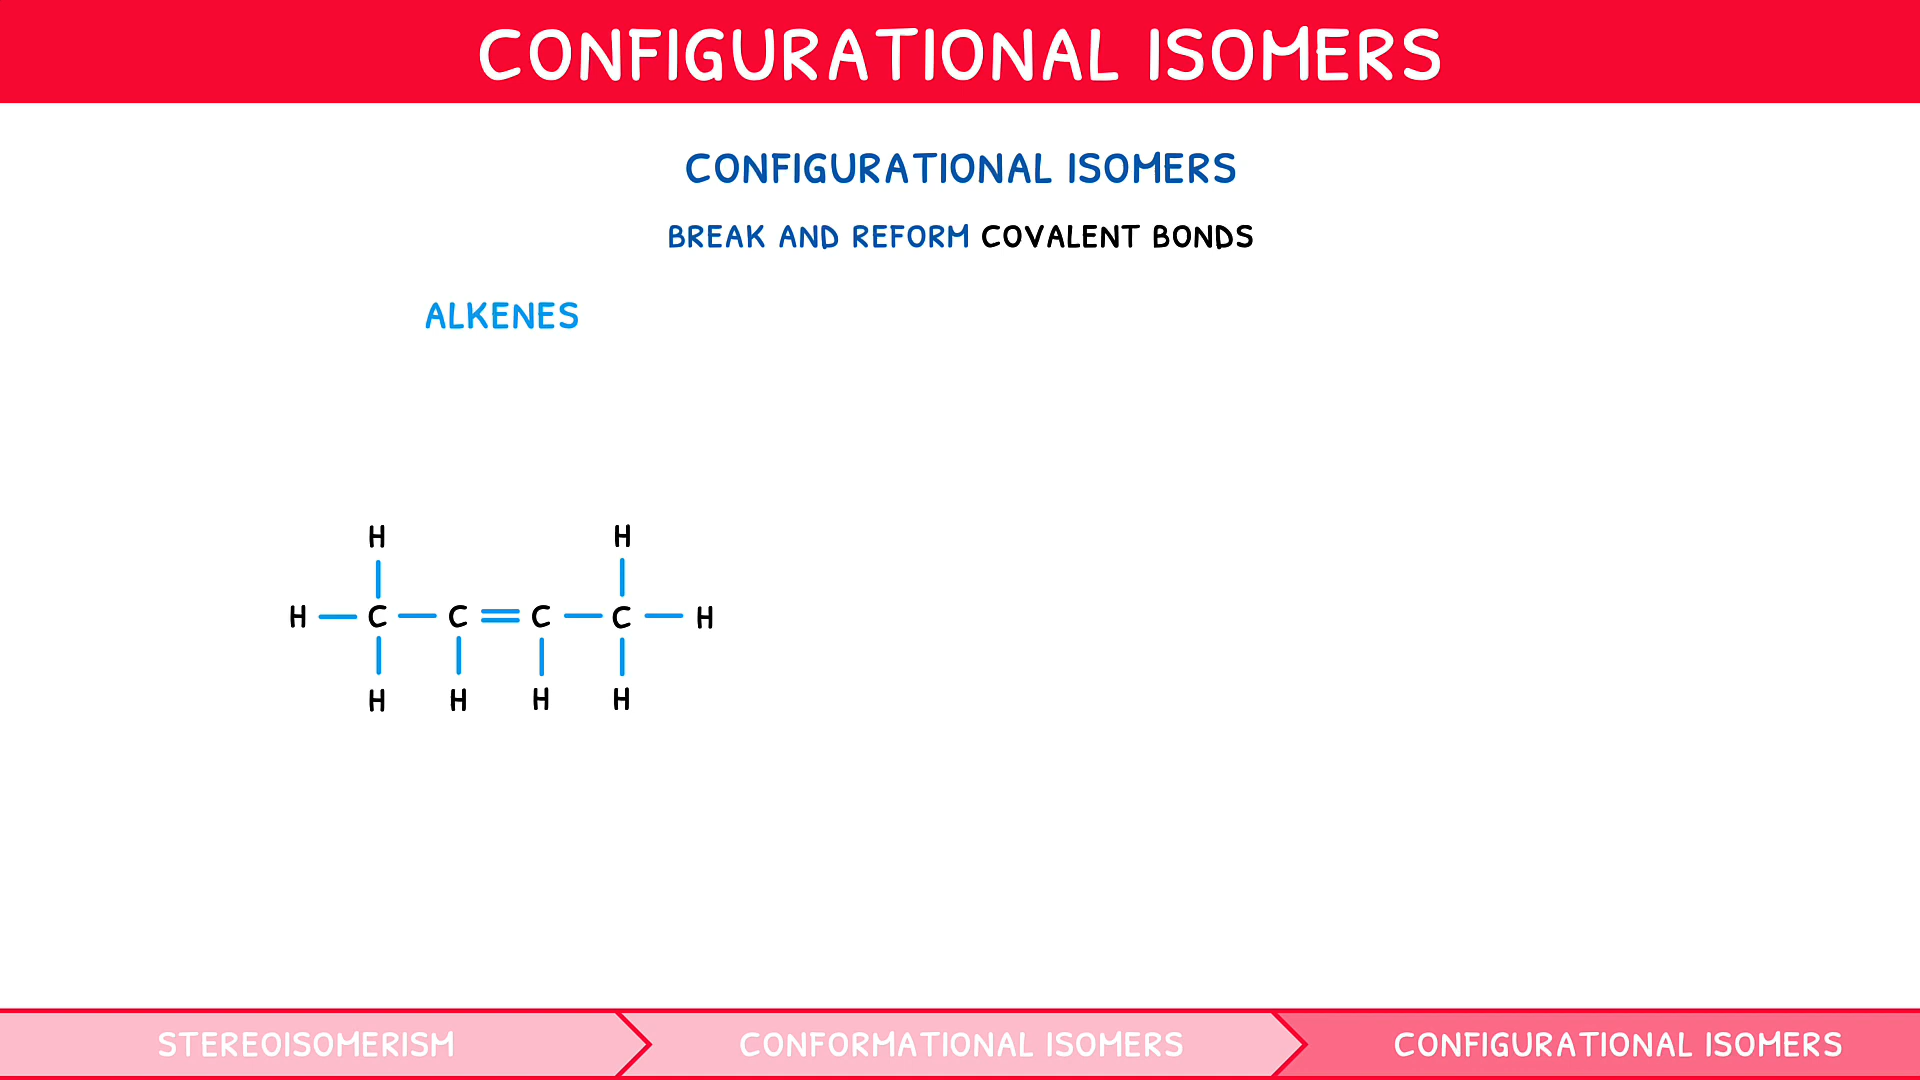 CONFIGURATIONAL ISOMERS
CONFIGURATIONAL ISOMERS
BREAK AND REFORM COVALENT BONDS
ALKENES
H H
H C C C C H
H H H H
STEREOISOMERISM CONFORMATIONAL ISOMERS CONFIGURATIONAL ISOMERS